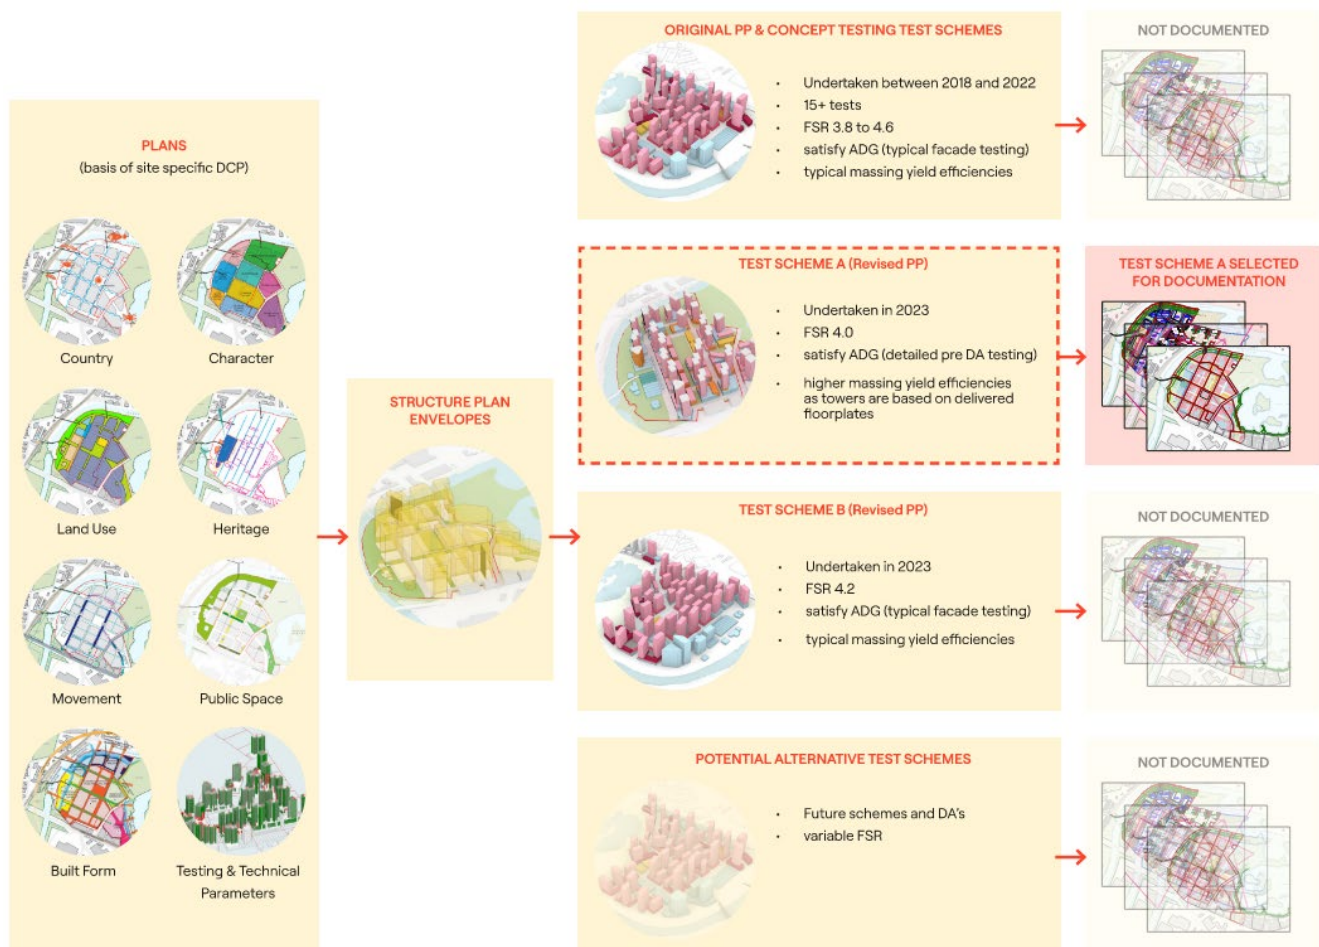 PLANS
(basis of site specific DCP)
Country
Character
Land Use
Heritage
Movement
Public Space
Built Form
Testing & Technical
Parameters
STRUCTURE PLAN
ENVELOPES
ORIGINAL PP & CONCEPT TESTING TEST SCHEMES
• Undertaken between 2018 and 2022
• 15+ tests
• FSR 3.8 to 4.6
• satisfy ADG (typical facade testing)
• typical massing yield efficiencies
NOT DOCUMENTED
TEST SCHEME A (Revised PP)
• Undertaken in 2023
• FSR 4.0
• satisfy ADG (detailed pre DA testing)
• higher massing yield efficiencies
as towers are based on delivered
floorplates
TEST SCHEME A SELECTED
FOR DOCUMENTATION
TEST SCHEME B (Revised PP)
• Undertaken in 2023
• FSR 4.2
• satisfy ADG (typical facade testing)
• typical massing yield efficiencies
NOT DOCUMENTED
POTENTIAL ALTERNATIVE TEST SCHEMES
• Future schemes and DA's
• variable FSR
NOT DOCUMENTED